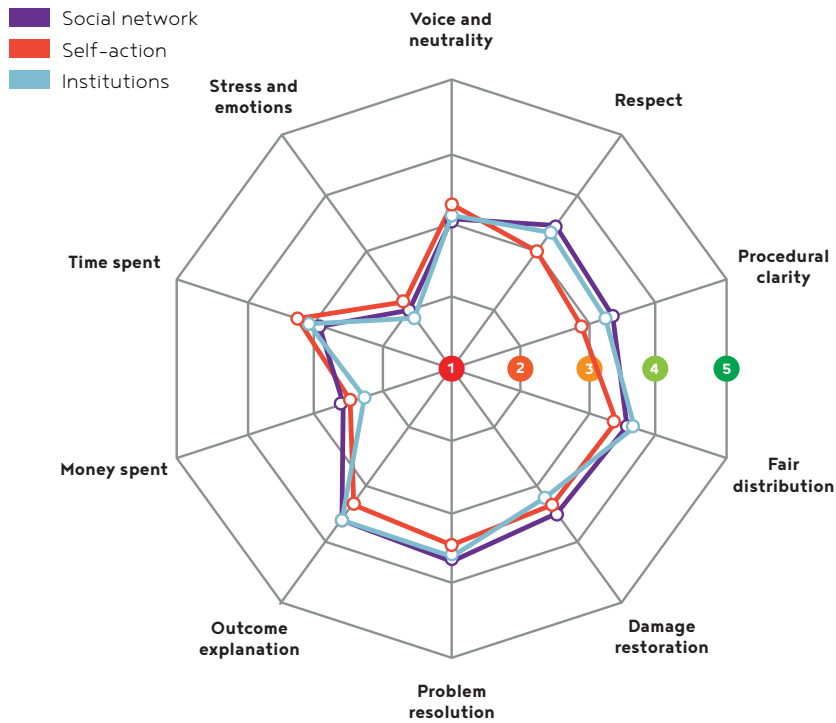 Social network
Self-action
Institutions
Voice and
neutrality
Stress and
emotions
Respect
Time spent
Procedural
clarity
1
2
3
4
5
Money spent
Fair
distribution
Outcome
explanation
Damage
restoration
Problem
resolution